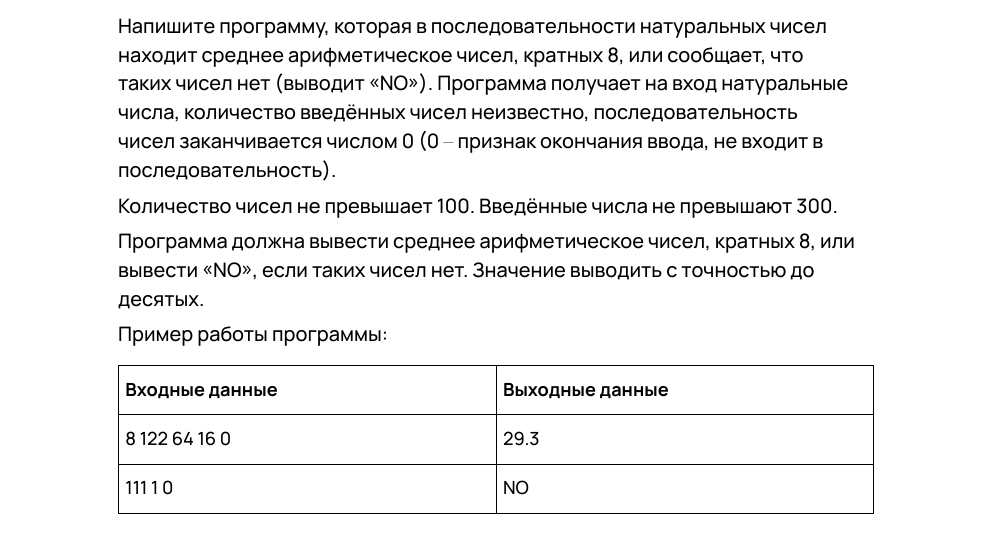 Напишите программу, которая в последовательности натуральных чисел
находит среднее арифметическое чисел, кратных 8, или сообщает, что
таких чисел нет (выводит «NO»). Программа получает на вход натуральные
числа, количество введённых чисел неизвестно, последовательность
чисел заканчивается числом 0 (0 – признак окончания ввода, не входит в
последовательность).
Количество чисел не превышает 100. Введённые числа не превышают 300.
Программа должна вывести среднее арифметическое чисел, кратных 8, или
вывести «NO», если таких чисел нет. Значение выводить с точностью до
десятых.
Пример работы программы:
Входные данные Выходные данные
8 122 64 16 0 29.3
111 1 0 NO